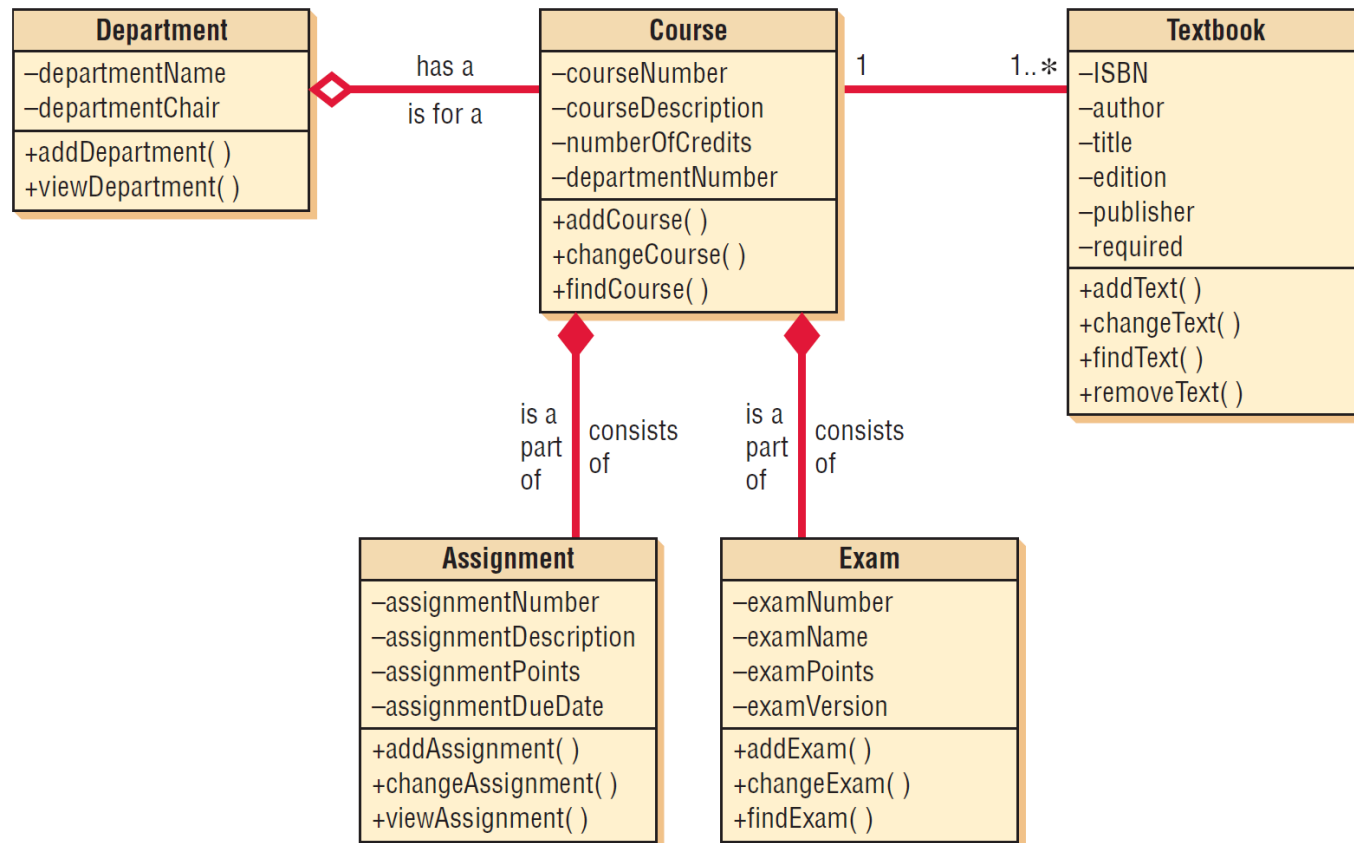 Department
–departmentName
–departmentChair
+addDepartment( )
+viewDepartment( )
has a
is for a
Course
–courseNumber
–courseDescription
–numberOfCredits
–departmentNumber
+addCourse( )
+changeCourse( )
+findCourse( )
1
1..*
Textbook
–ISBN
–author
–title
–edition
–publisher
–required
+addText( )
+changeText( )
+findText( )
+removeText( )
is a
part
of
consists
of
is a
part
of
consists
of
Assignment
–assignmentNumber
–assignmentDescription
–assignmentPoints
–assignmentDueDate
+addAssignment( )
+changeAssignment( )
+viewAssignment( )
Exam
–examNumber
–examName
–examPoints
–examVersion
+addExam( )
+changeExam( )
+findExam( )